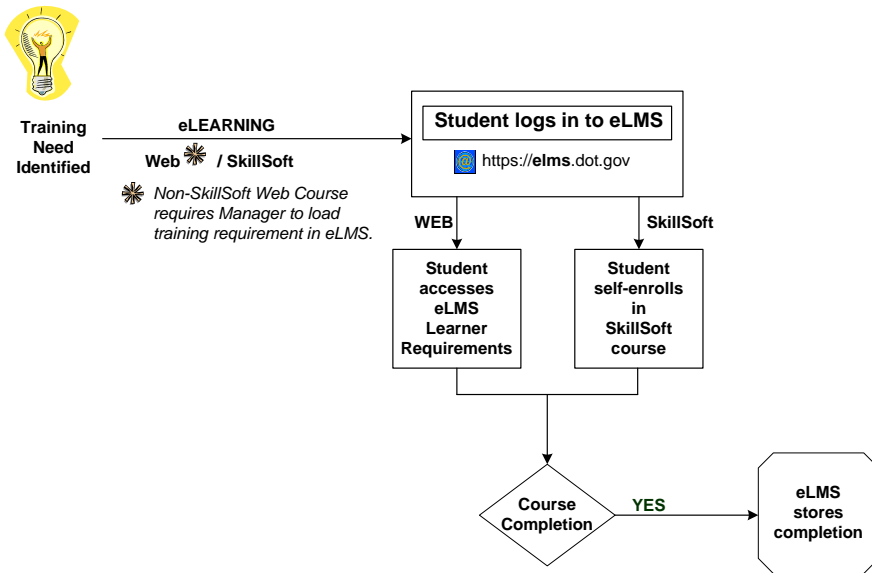 Training
Need
Identified
eLEARNING
Web / SkillSoft
Non-SkillSoft Web Course
requires Manager to load
training requirement in eLMS.
Student logs in to eLMS
@ https://elms.dot.gov
WEB
SkillSoft
Student
accesses
eLMS
Learner
Requirements
Student
self-enrolls
in
SkillSoft
course
Course
Completion
YES
eLMS
stores
completion